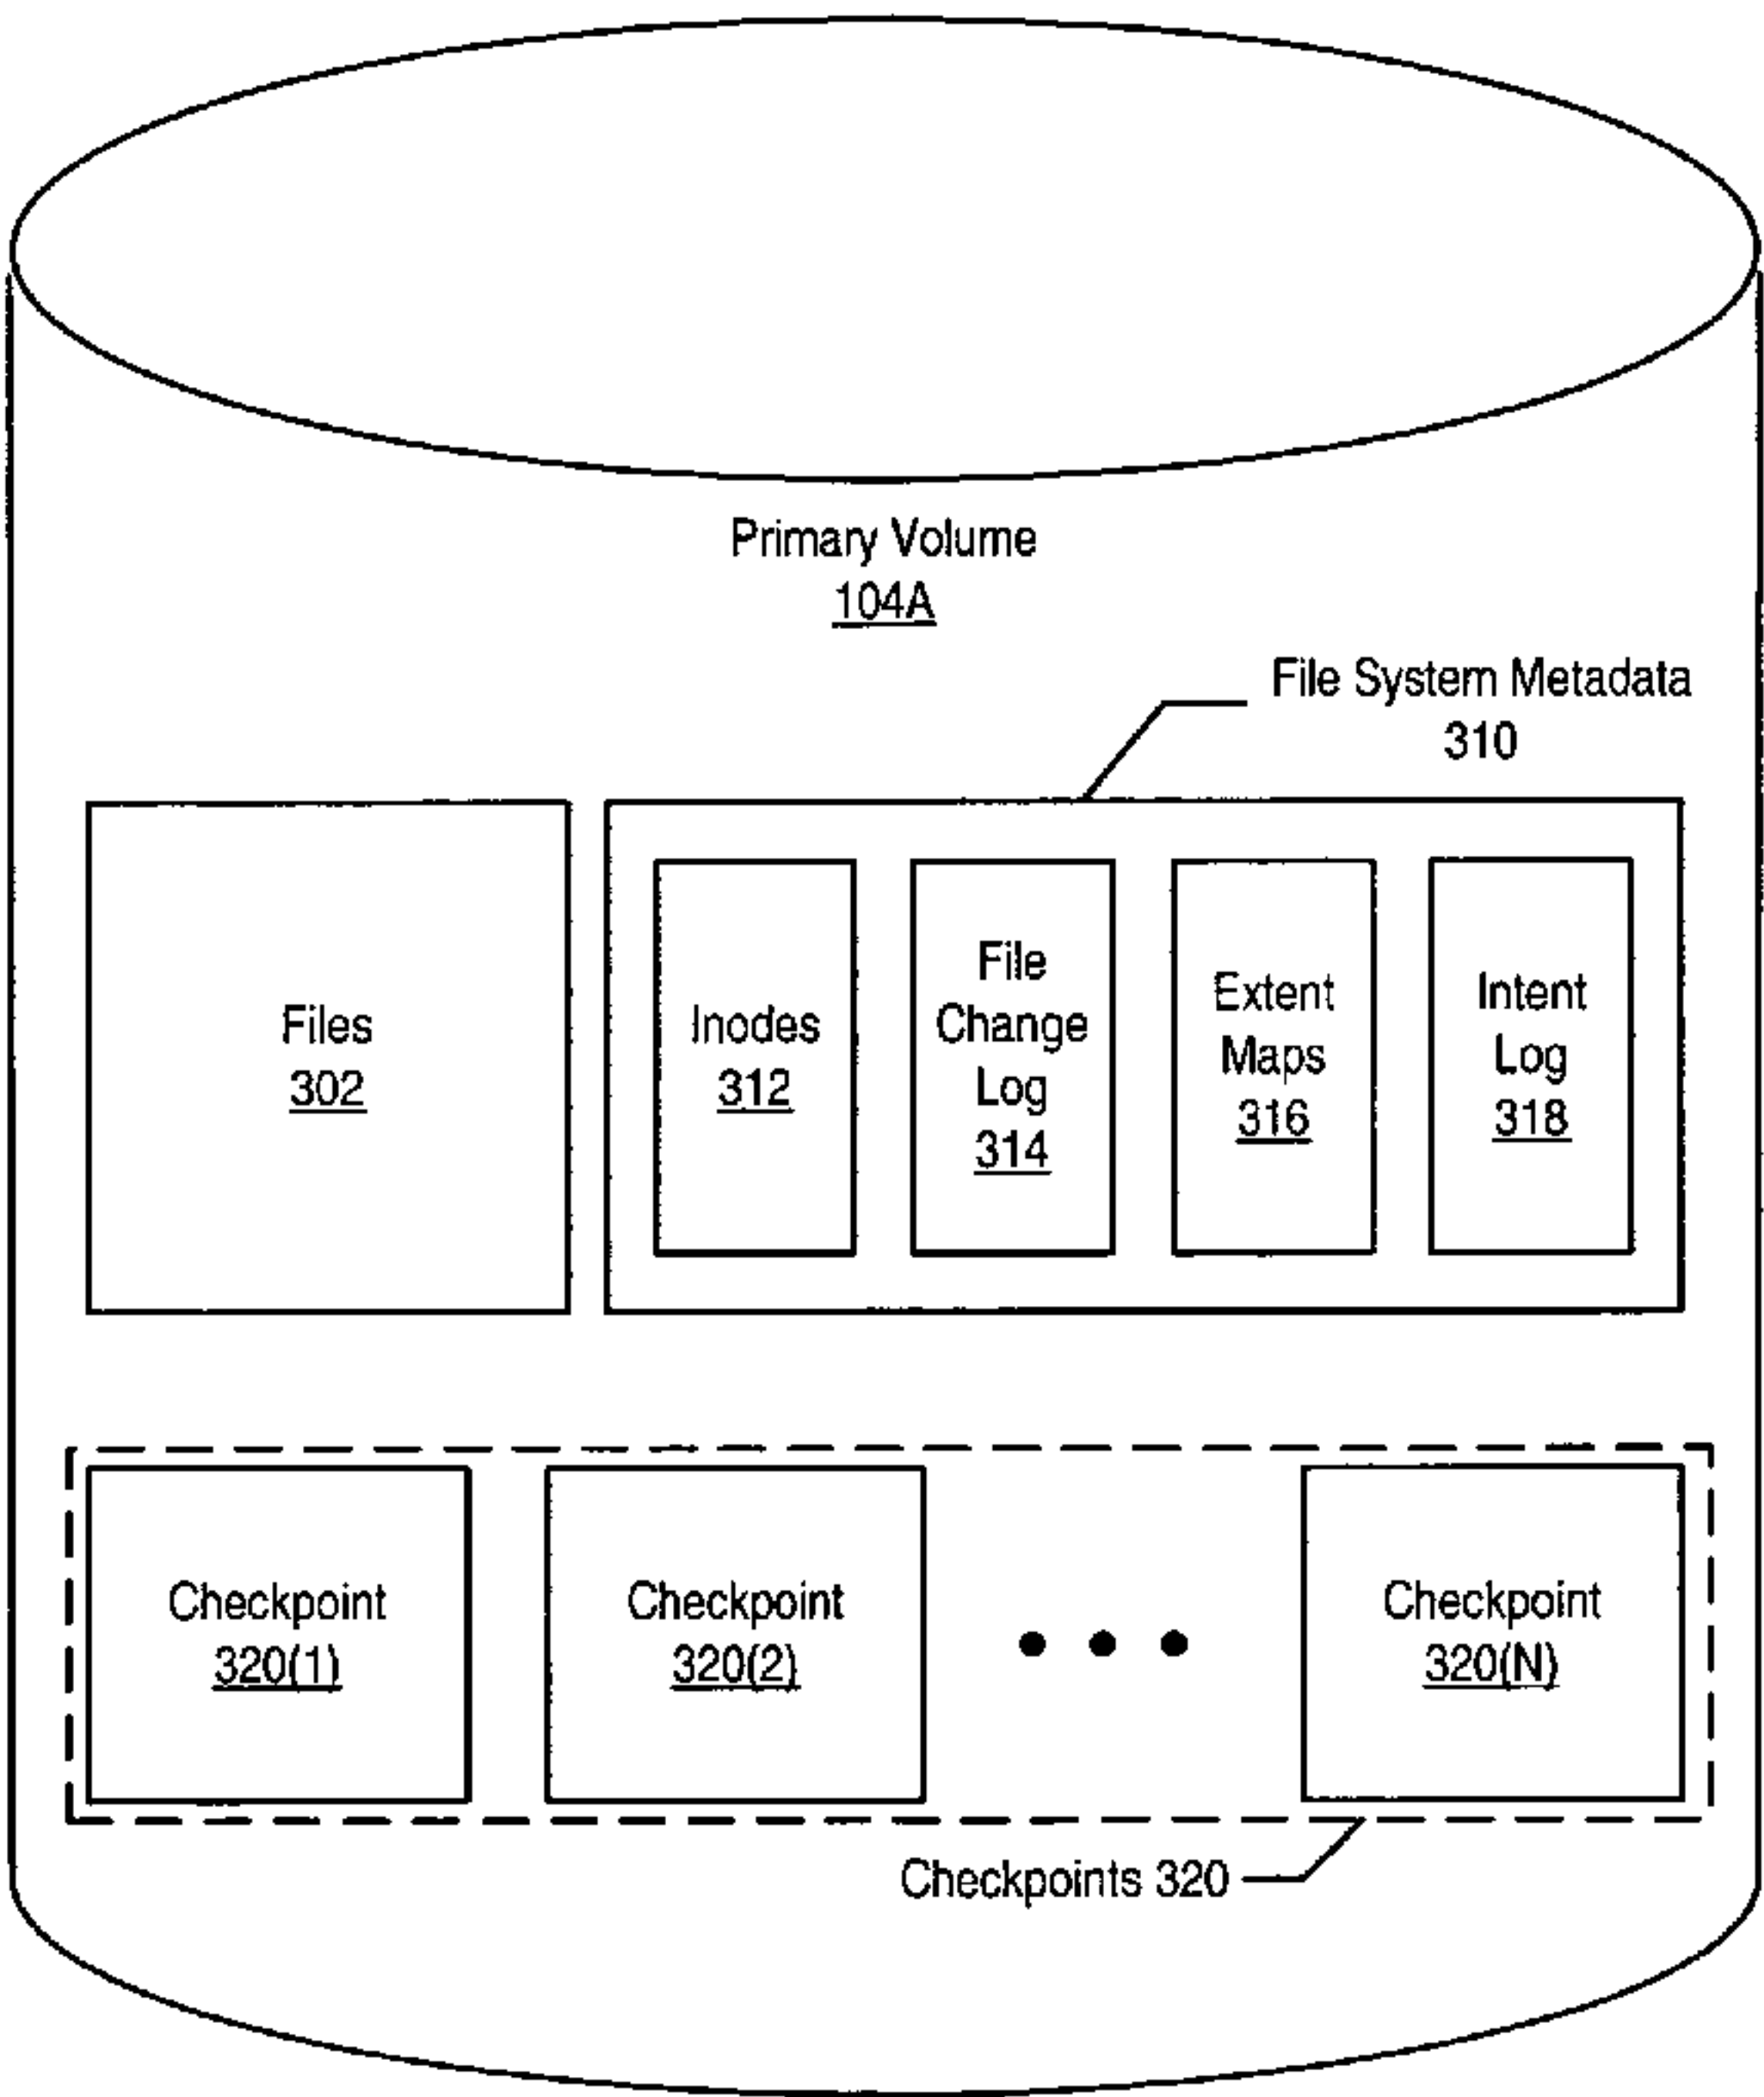 Primary Volume
104A
File System Metadata
310
Files
302
Inodes
312
File
Change
Log
314
Extent
Maps
316
Intent
Log
318
Checkpoint
320(1)
Checkpoint
320(2)
Checkpoint
320(N)
Checkpoints 320